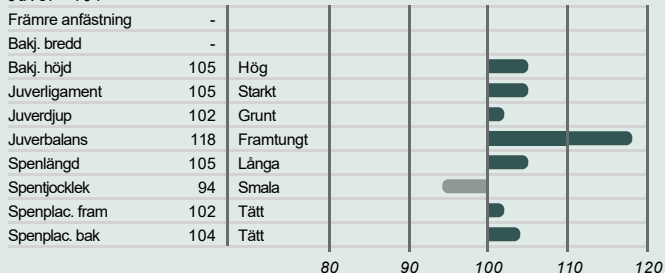 Främre anfästning -
Bakj. bredd -
Bakj. höjd 105 Hög
Juverligament 105 Starkt
Juverdjup 102 Grunt
Juverbalans 118 Framtungt
Spenlängd 105 Långa
Spentjocklek 94 Smala
Spenplac. fram 102 Tätt
Spenplac. bak 104 Tätt
80 90 100 110 120